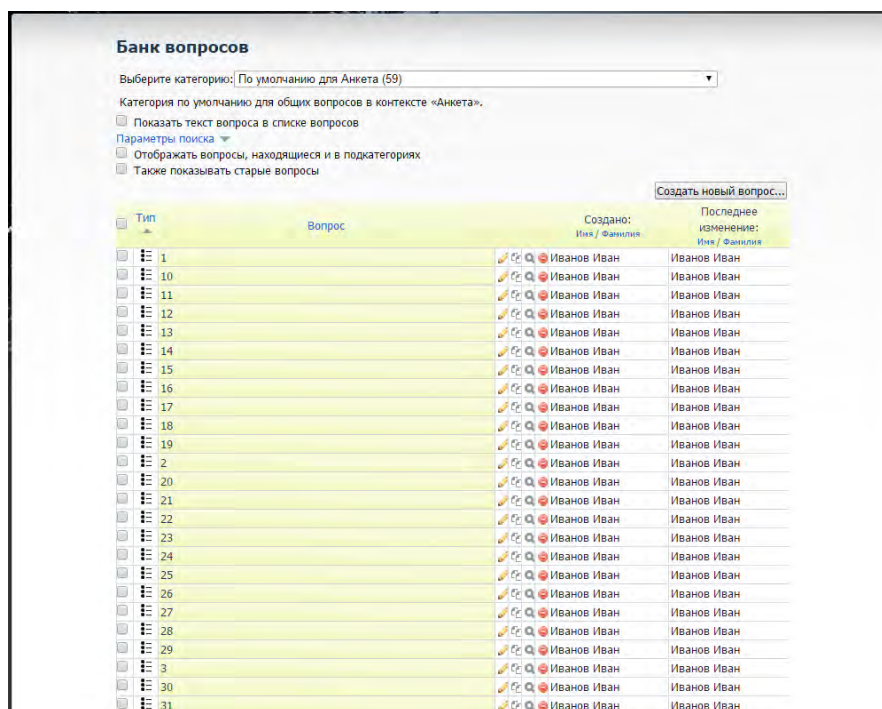 Банк вопросов
Выберите категорию: По умолчанию для Анкета (59)
Категория по умолчанию для общих вопросов в контексте «Анкета».
Показать текст вопроса в списке вопросов
Параметры поиска
Отображать вопросы, находящиеся и в подкатегориях
Также показывать старые вопросы
Создать новый вопрос...
Тип Вопрос Создано: Последнее
изменение:
Имя / Фамилия Имя / Фамилия
1 Иванов Иван Иванов Иван
10 Иванов Иван Иванов Иван
11 Иванов Иван Иванов Иван
12 Иванов Иван Иванов Иван
13 Иванов Иван Иванов Иван
14 Иванов Иван Иванов Иван
15 Иванов Иван Иванов Иван
16 Иванов Иван Иванов Иван
17 Иванов Иван Иванов Иван
18 Иванов Иван Иванов Иван
19 Иванов Иван Иванов Иван
2 Иванов Иван Иванов Иван
20 Иванов Иван Иванов Иван
21 Иванов Иван Иванов Иван
22 Иванов Иван Иванов Иван
23 Иванов Иван Иванов Иван
24 Иванов Иван Иванов Иван
25 Иванов Иван Иванов Иван
26 Иванов Иван Иванов Иван
27 Иванов Иван Иванов Иван
28 Иванов Иван Иванов Иван
29 Иванов Иван Иванов Иван
3 Иванов Иван Иванов Иван
30 Иванов Иван Иванов Иван
31 Иванов Иван Иванов Иван